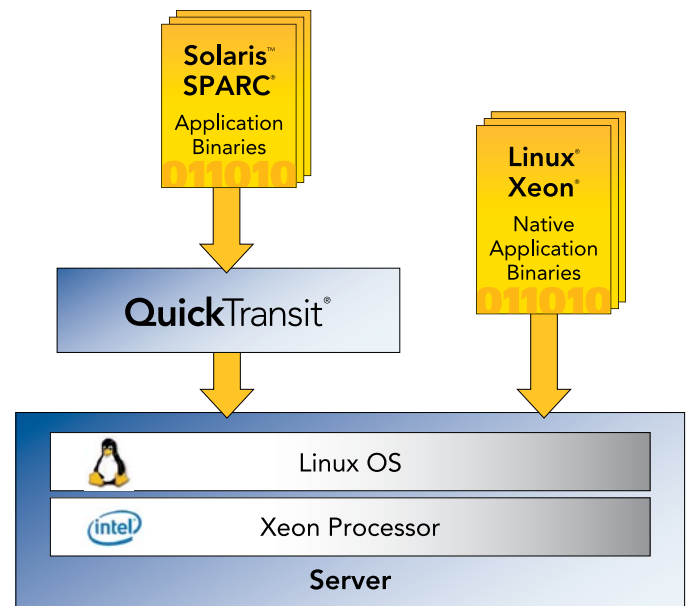 Solaris™
SPARC®
Application
Binaries
011010
Linux®
Xeon®
Native
Application
Binaries
011010
QuickTransit®
Linux OS
intel
Xeon Processor
Server